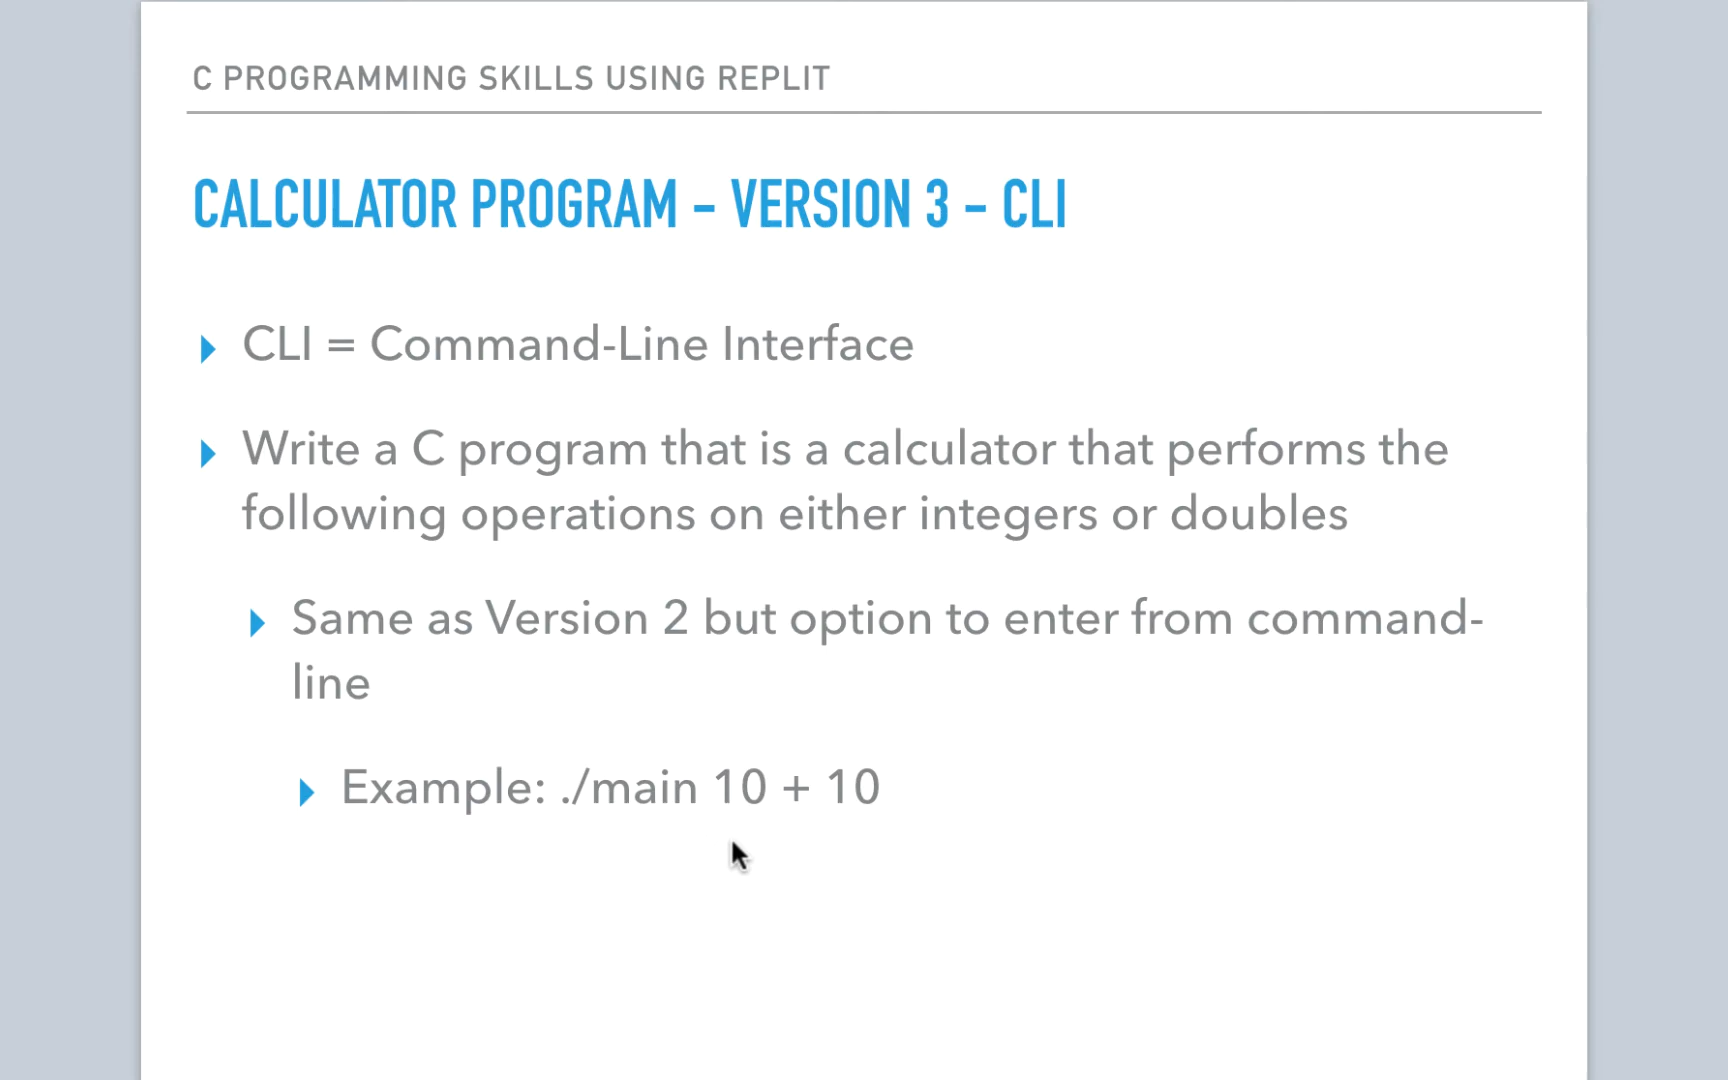 C PROGRAMMING SKILLS USING REPLIT
CALCULATOR PROGRAM – VERSION 3 – CLI
CLI = Command-Line Interface
Write a C program that is a calculator that performs the
following operations on either integers or doubles
Same as Version 2 but option to enter from command-
line
Example: ./main 10 + 10